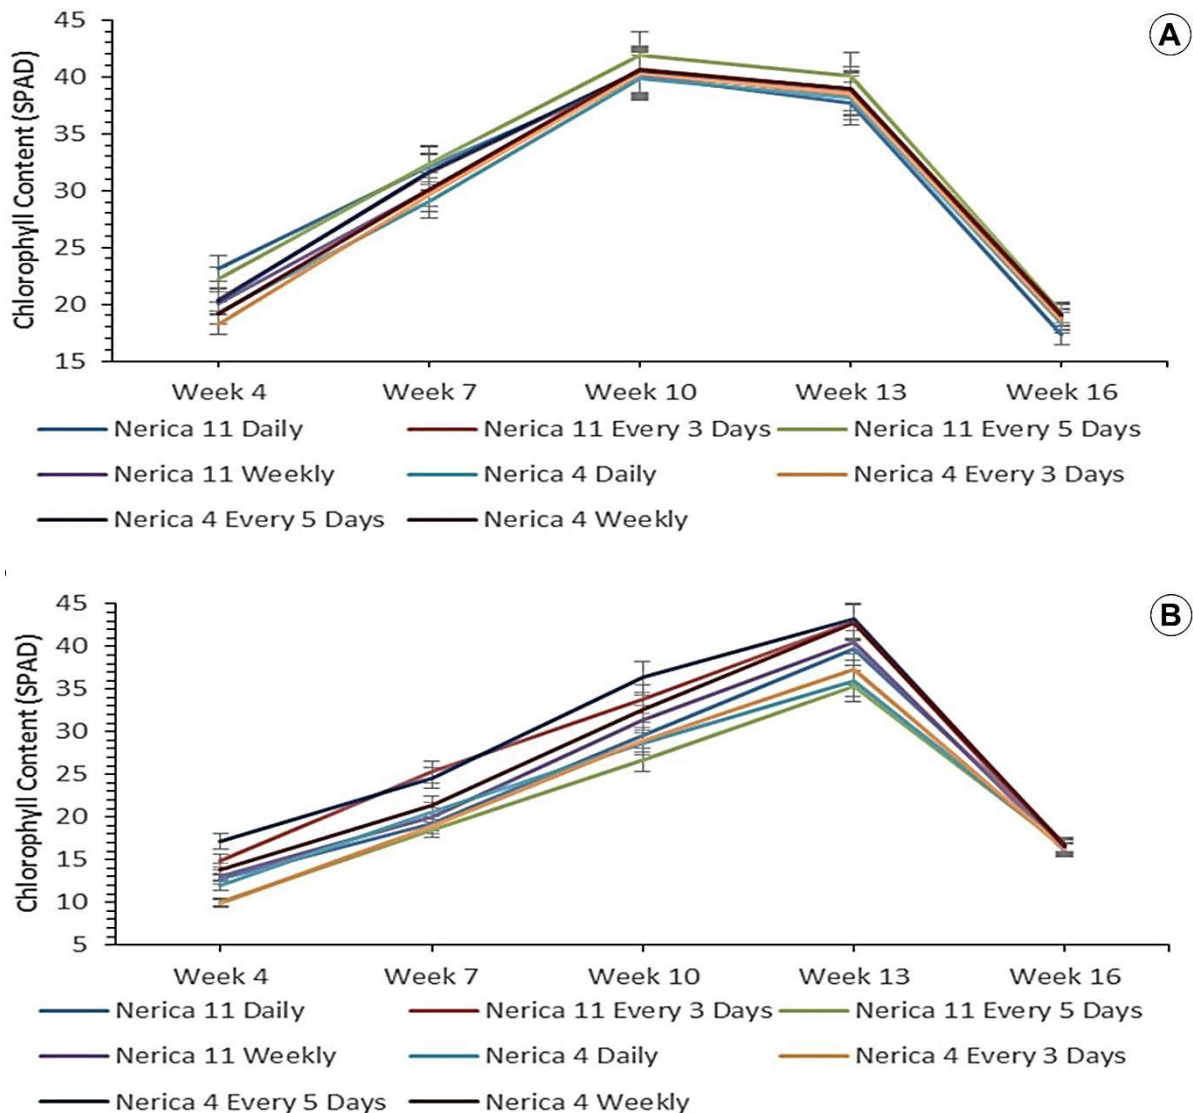 A
Chlorophyll Content (SPAD)
45
40
35
30
25
20
15
Week 4 Week 7 Week 10 Week 13 Week 16
Nerica 11 Daily Nerica 11 Every 3 Days Nerica 11 Every 5 Days
Nerica 11 Weekly Nerica 4 Daily Nerica 4 Every 3 Days
Nerica 4 Every 5 Days Nerica 4 Weekly
B
Chlorophyll Content (SPAD)
45
40
35
30
25
20
15
10
5
Week 4 Week 7 Week 10 Week 13 Week 16
Nerica 11 Daily Nerica 11 Every 3 Days Nerica 11 Every 5 Days
Nerica 11 Weekly Nerica 4 Daily Nerica 4 Every 3 Days
Nerica 4 Every 5 Days Nerica 4 Weekly